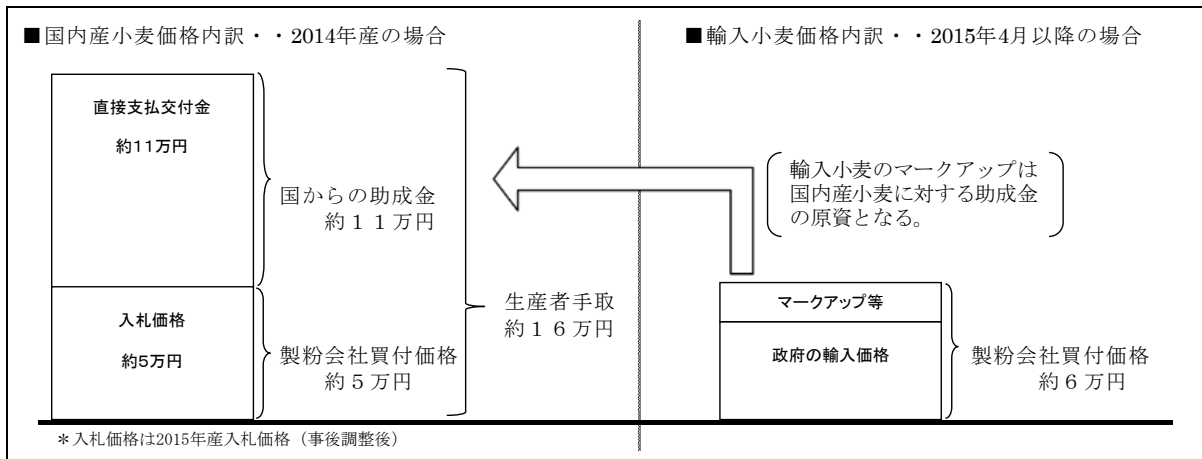 ■国内産小麦価格内訳・・2014年産の場合
直接支払交付金
約11万円
国からの助成金
約１１万円
入札価格
約5万円
製粉会社買付価格
約５万円
生産者手取
約１６万円
＊入札価格は2015年産入札価格（事後調整後）
■輸入小麦価格内訳・・2015年4月以降の場合
輸入小麦のマークアップは
国内産小麦に対する助成金
の原資となる。
マークアップ等
政府の輸入価格
製粉会社買付価格
約６万円